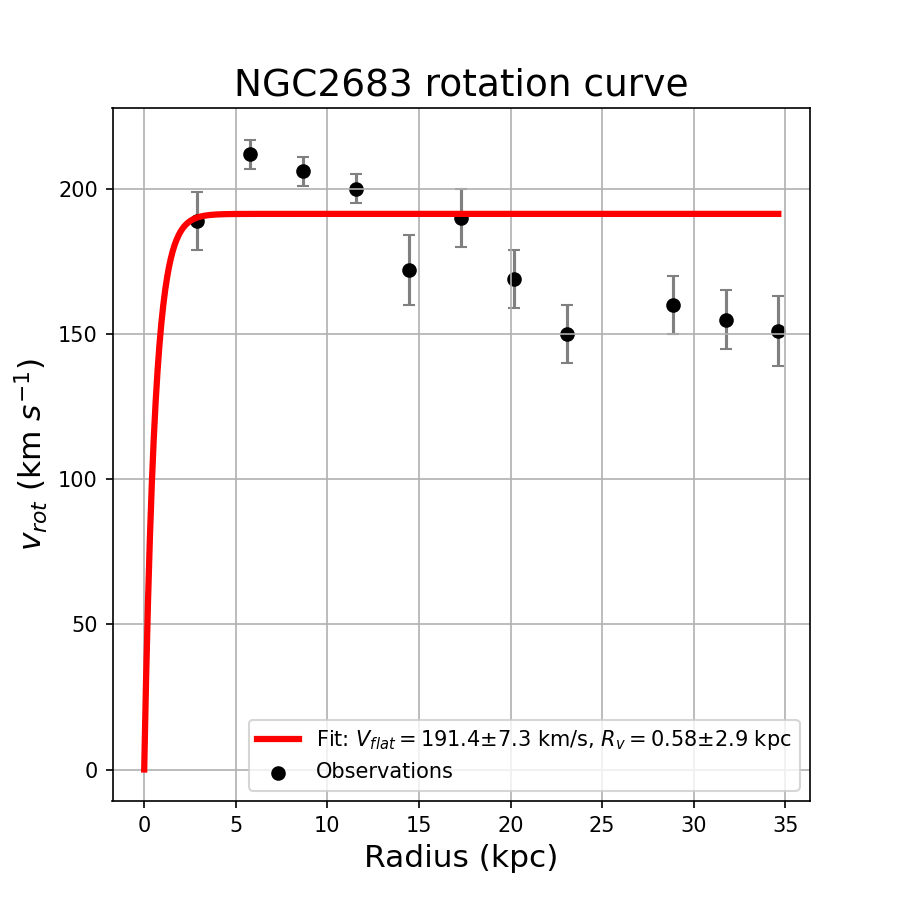 NGC2683 rotation curve
200
150
100
50
0
v_rot (km s⁻¹)
Fit: V_flat = 191.4±7.3 km/s, R_v = 0.58±2.9 kpc
Observations
0 5 10 15 20 25 30 35
Radius (kpc)